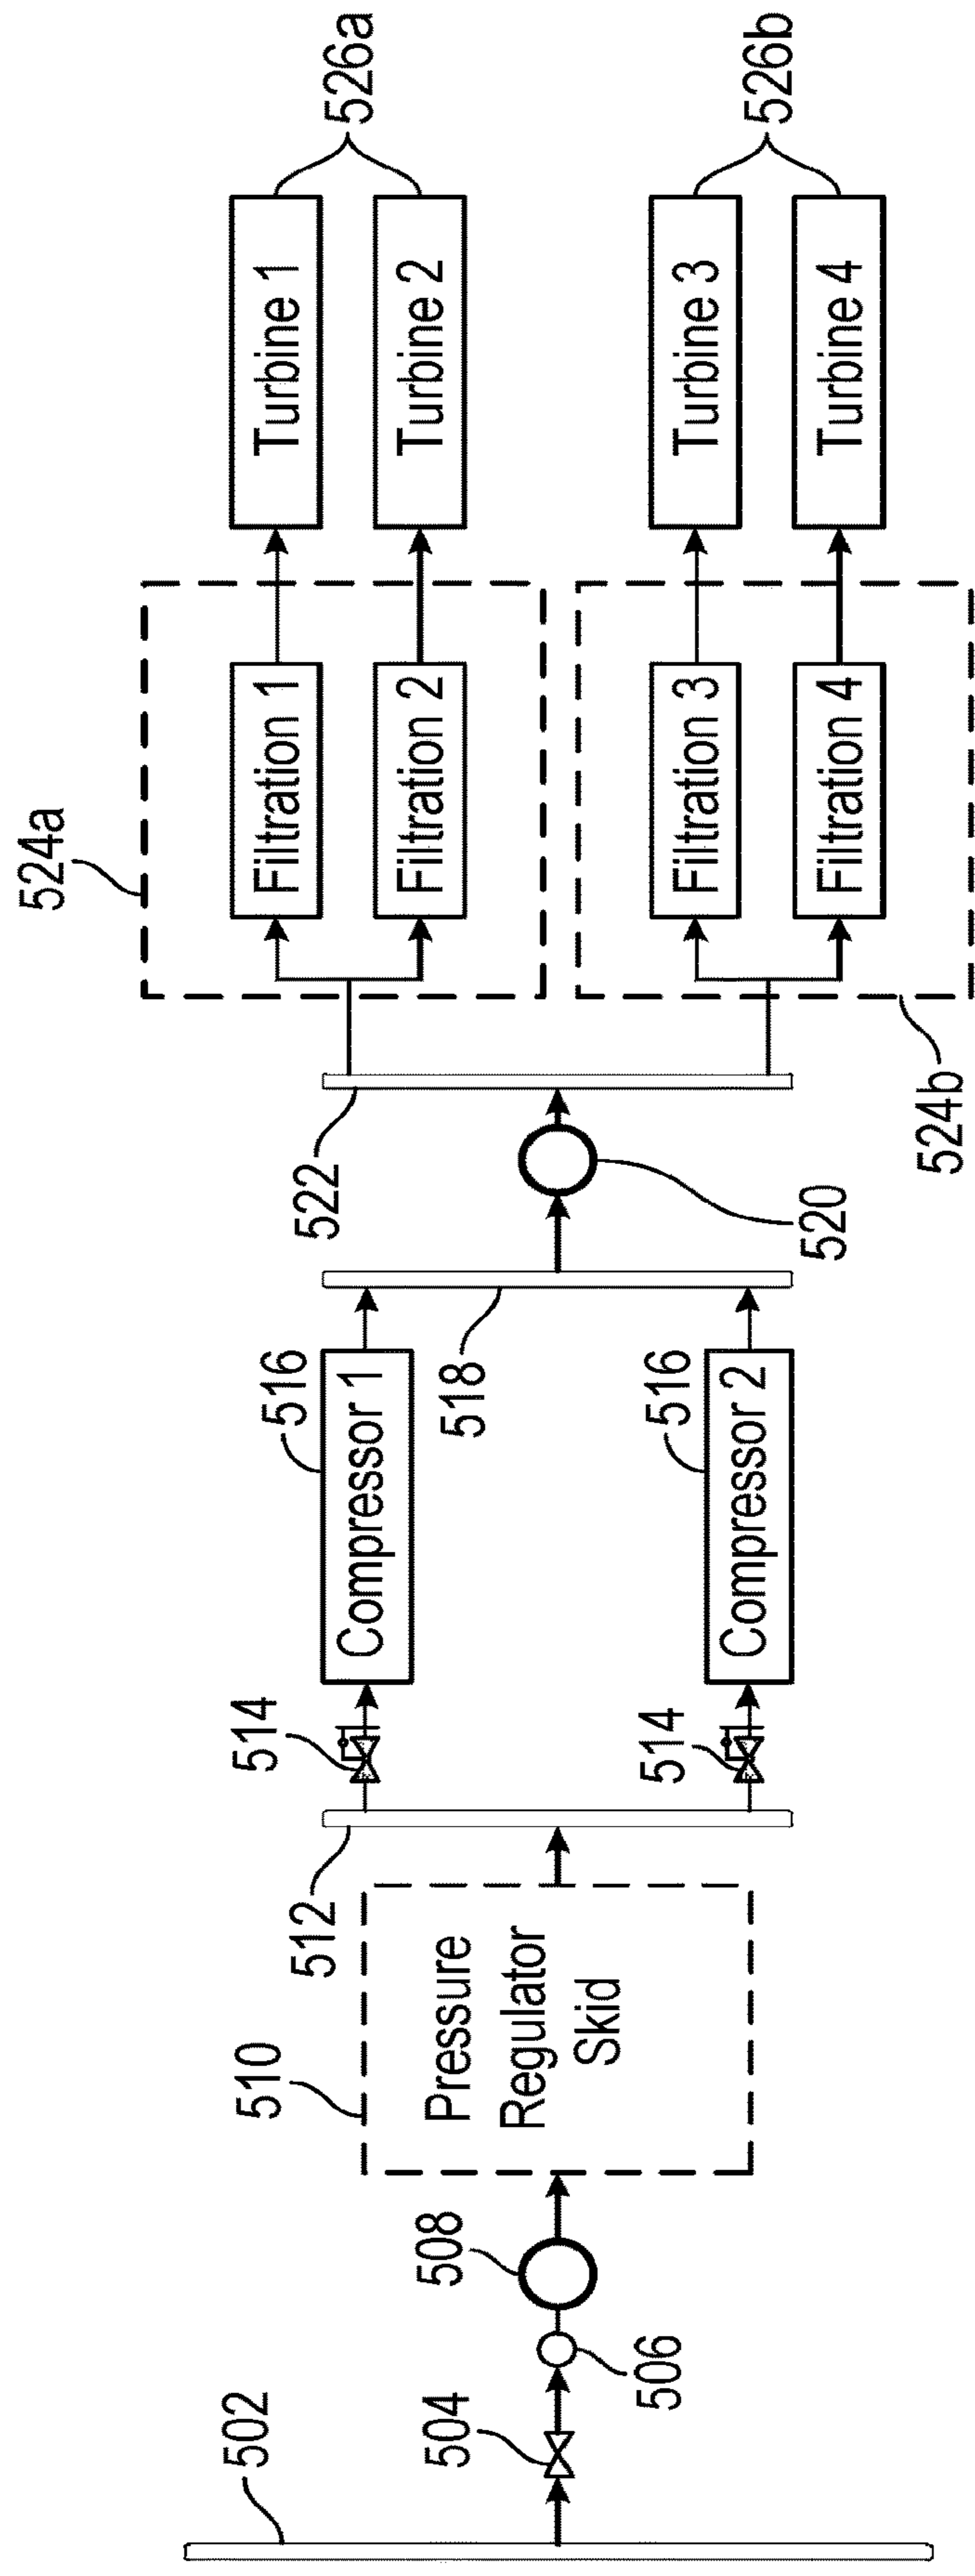 502
504
506
508
510
Pressure
Regulator
Skid
512
514
514
516
Compressor 1
516
Compressor 2
518
520
522
524a
Filtration 1
Filtration 2
Filtration 3
Filtration 4
524b
Turbine 1
Turbine 2
526a
Turbine 3
Turbine 4
526b